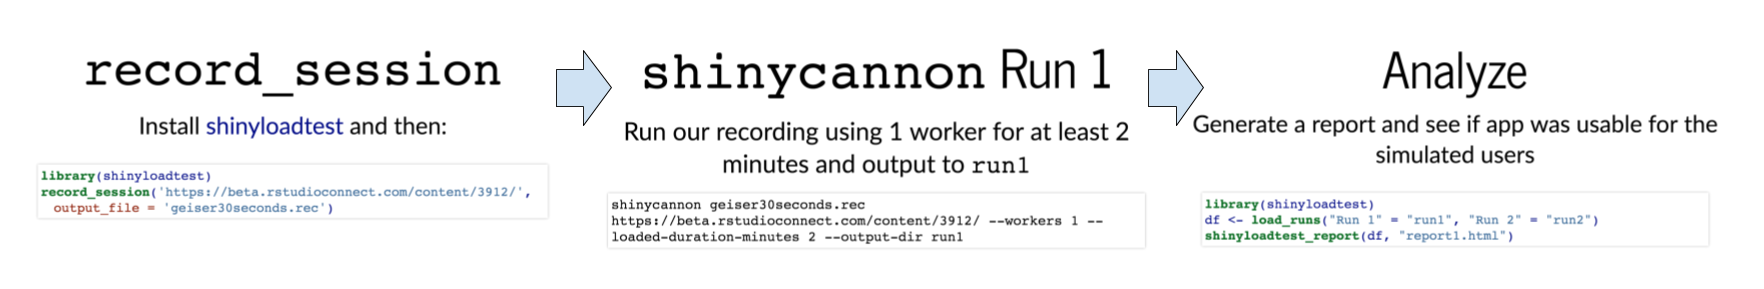 record_session
Install shinyloadtest and then:
library(shinyloadtest)
record_session('https://beta.rstudioconnect.com/content/3912/',
output_file = 'geiser30seconds.rec')
shinycannon Run 1
Run our recording using 1 worker for at least 2
minutes and output to run1
shinycannon geiser30seconds.rec
https://beta.rstudioconnect.com/content/3912/ --workers 1 --
loaded-duration-minutes 2 --output-dir run1
Analyze
Generate a report and see if app was usable for the
simulated users
library(shinyloadtest)
df <- load_runs("Run 1" = "run1", "Run 2" = "run2")
shinyloadtest_report(df, "report1.html")